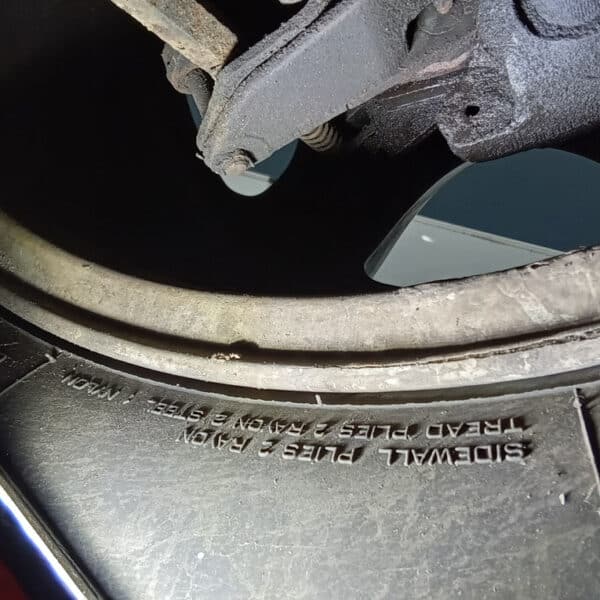 SIDEWALL PLIES 2 RAYON
TREAD PLIES 2 RAYON 2 STEEL 1 NYLON.